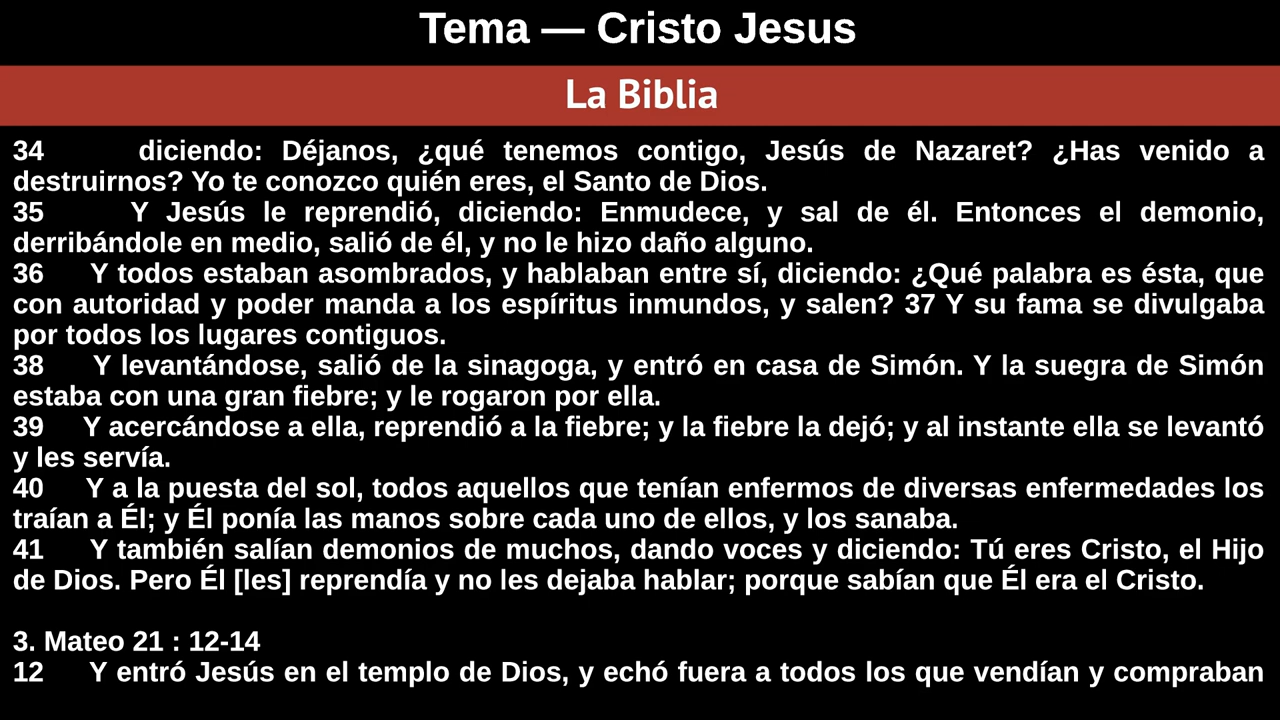 Tema — Cristo Jesus
La Biblia
34 diciendo: Déjanos, ¿qué tenemos contigo, Jesús de Nazaret? ¿Has venido a
destruirnos? Yo te conozco quién eres, el Santo de Dios.
35 Y Jesús le reprendió, diciendo: Enmudece, y sal de él. Entonces el demonio,
derribándole en medio, salió de él, y no le hizo daño alguno.
36 Y todos estaban asombrados, y hablaban entre sí, diciendo: ¿Qué palabra es ésta, que
con autoridad y poder manda a los espíritus inmundos, y salen? 37 Y su fama se divulgaba
por todos los lugares contiguos.
38 Y levantándose, salió de la sinagoga, y entró en casa de Simón. Y la suegra de Simón
estaba con una gran fiebre; y le rogaron por ella.
39 Y acercándose a ella, reprendió a la fiebre; y la fiebre la dejó; y al instante ella se levantó
y les servía.
40 Y a la puesta del sol, todos aquellos que tenían enfermos de diversas enfermedades los
traían a Él; y Él ponía las manos sobre cada uno de ellos, y los sanaba.
41 Y también salían demonios de muchos, dando voces y diciendo: Tú eres Cristo, el Hijo
de Dios. Pero Él [les] reprendía y no les dejaba hablar; porque sabían que Él era el Cristo.
3. Mateo 21 : 12-14
12 Y entró Jesús en el templo de Dios, y echó fuera a todos los que vendían y compraban